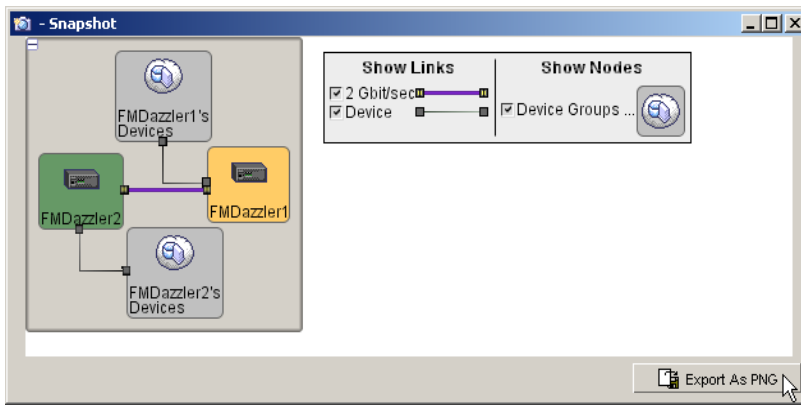 - Snapshot
FMDazzler1's
Devices
FMDazzler2
FMDazzler1
FMDazzler2's
Devices
Show Links
2 Gbit/sec
Device
Show Nodes
Device Groups ...
Export As PNG